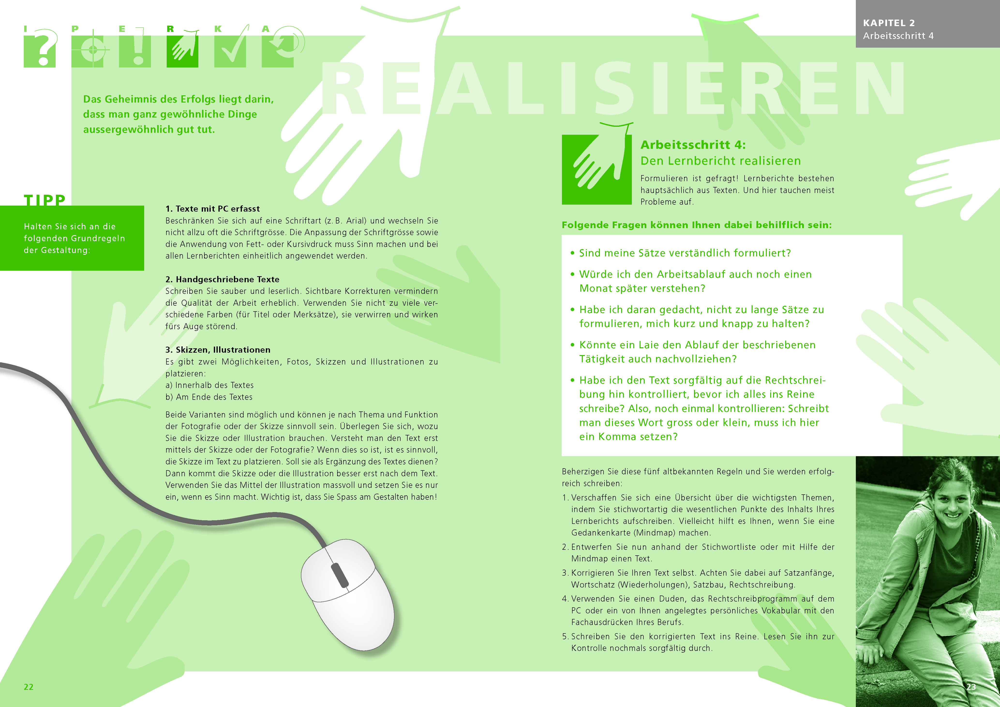 I P E R K A
KAPITEL 2
Arbeitsschritt 4
REALISIEREN
Das Geheimnis des Erfolgs liegt darin,
dass man ganz gewöhnliche Dinge
aussergewöhnlich gut tut.
TIPP
Halten Sie sich an die
folgenden Grundregeln
der Gestaltung:
1. Texte mit PC erfasst
Beschränken Sie sich auf eine Schriftart (z. B. Arial) und wechseln Sie
nicht allzu oft die Schriftgrösse. Die Anpassung der Schriftgrösse sowie
die Anwendung von Fett- oder Kursivdruck muss Sinn machen und bei
allen Lernberichten einheitlich angewendet werden.
2. Handgeschriebene Texte
Schreiben Sie sauber und leserlich. Sichtbare Korrekturen vermindern
die Qualität der Arbeit erheblich. Verwenden Sie nicht zu viele ver-
schiedene Farben (für Titel oder Merksätze), sie verwirren und wirken
fürs Auge störend.
3. Skizzen, Illustrationen
Es gibt zwei Möglichkeiten, Fotos, Skizzen und Illustrationen zu
platzieren:
a) Innerhalb des Textes
b) Am Ende des Textes
Beide Varianten sind möglich und können je nach Thema und Funktion
der Fotografie oder der Skizze sinnvoll sein. Überlegen Sie sich, wozu
Sie die Skizze oder Illustration brauchen. Versteht man den Text erst
mittels der Skizze oder der Fotografie? Wenn dies so ist, ist es sinnvoll,
die Skizze im Text zu platzieren. Soll sie als Ergänzung des Textes dienen?
Dann kommt die Skizze oder die Illustration besser erst nach dem Text.
Verwenden Sie das Mittel der Illustration massvoll und setzen Sie es nur
ein, wenn es Sinn macht. Wichtig ist, dass Sie Spass am Gestalten haben!
22
Arbeitsschritt 4:
Den Lernbericht realisieren
Formulieren ist gefragt! Lernberichte bestehen
hauptsächlich aus Texten. Und hier tauchen meist
Probleme auf.
Folgende Fragen können Ihnen dabei behilflich sein:
• Sind meine Sätze verständlich formuliert?
• Würde ich den Arbeitsablauf auch noch einen
Monat später verstehen?
• Habe ich daran gedacht, nicht zu lange Sätze zu
formulieren, mich kurz und knapp zu halten?
• Könnte ein Laie den Ablauf der beschriebenen
Tätigkeit auch nachvollziehen?
• Habe ich den Text sorgfältig auf die Rechtschrei-
bung hin kontrolliert, bevor ich alles ins Reine
schreibe? Also, noch einmal kontrollieren: Schreibt
man dieses Wort gross oder klein, muss ich hier
ein Komma setzen?
Beherzigen Sie diese fünf altbekannten Regeln und Sie werden erfolg-
reich schreiben:
1. Verschaffen Sie sich eine Übersicht über die wichtigsten Themen,
indem Sie stichwortartig die wesentlichen Punkte des Inhalts Ihres
Lernberichts aufschreiben. Vielleicht hilft es Ihnen, wenn Sie eine
Gedankenkarte (Mindmap) machen.
2. Entwerfen Sie nun anhand der Stichwortliste oder mit Hilfe der
Mindmap einen Text.
3. Korrigieren Sie Ihren Text selbst. Achten Sie dabei auf Satzanfänge,
Wortschatz (Wiederholungen), Satzbau, Rechtschreibung.
4. Verwenden Sie einen Duden, das Rechtschreibprogramm auf dem
PC oder ein von Ihnen angelegtes persönliches Vokabular mit den
Fachausdrücken Ihres Berufs.
5. Schreiben Sie den korrigierten Text ins Reine. Lesen Sie ihn zur
Kontrolle nochmals sorgfältig durch.
23